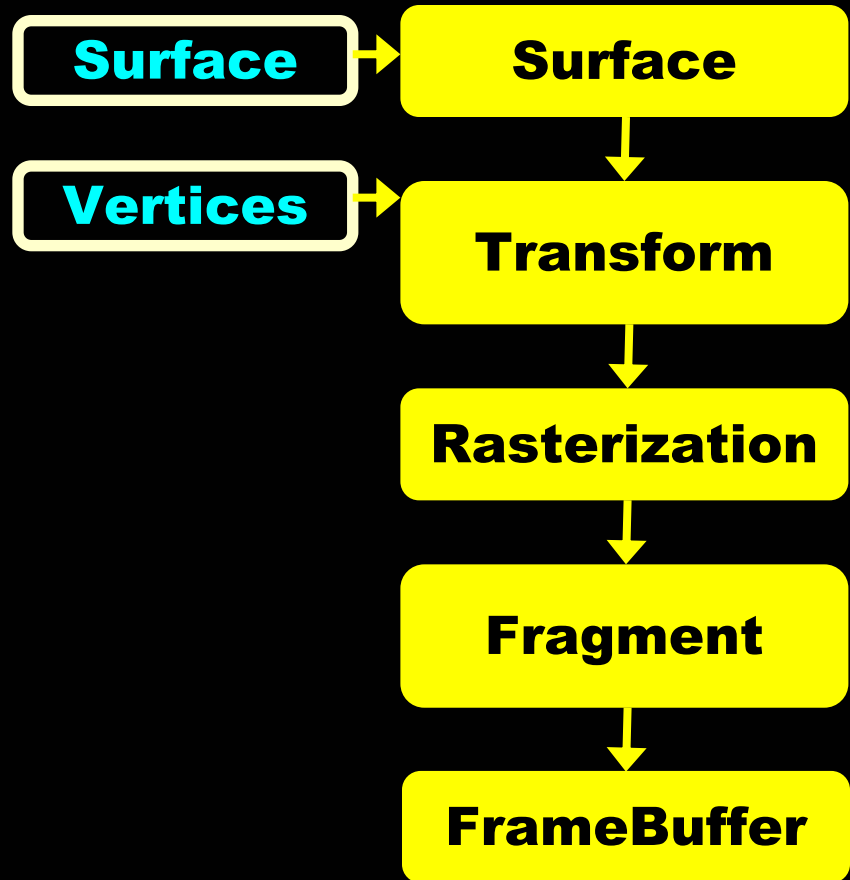 Surface
Surface
Vertices
Transform
Rasterization
Fragment
FrameBuffer